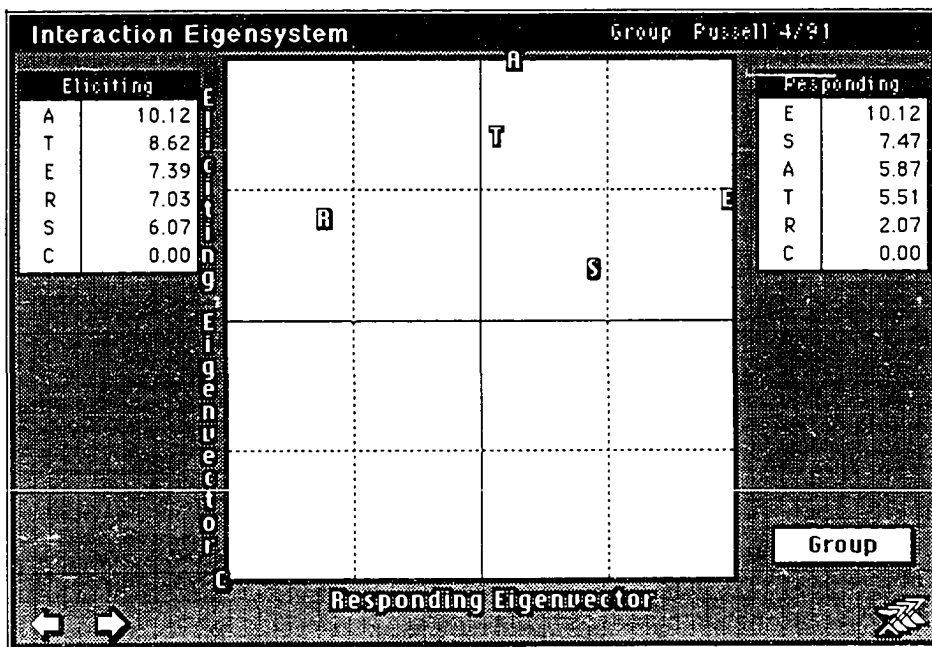 Interaction Eigensystem
Group Russell 4/91
Eliciting
A 10.12
T 8.62
E 7.39
R 7.03
S 6.07
C 0.00
Eliciting Eigenvector
A
T
E
R
S
C
Responding
E 10.12
S 7.47
A 5.87
T 5.51
R 2.07
C 0.00
Group
Responding Eigenvector